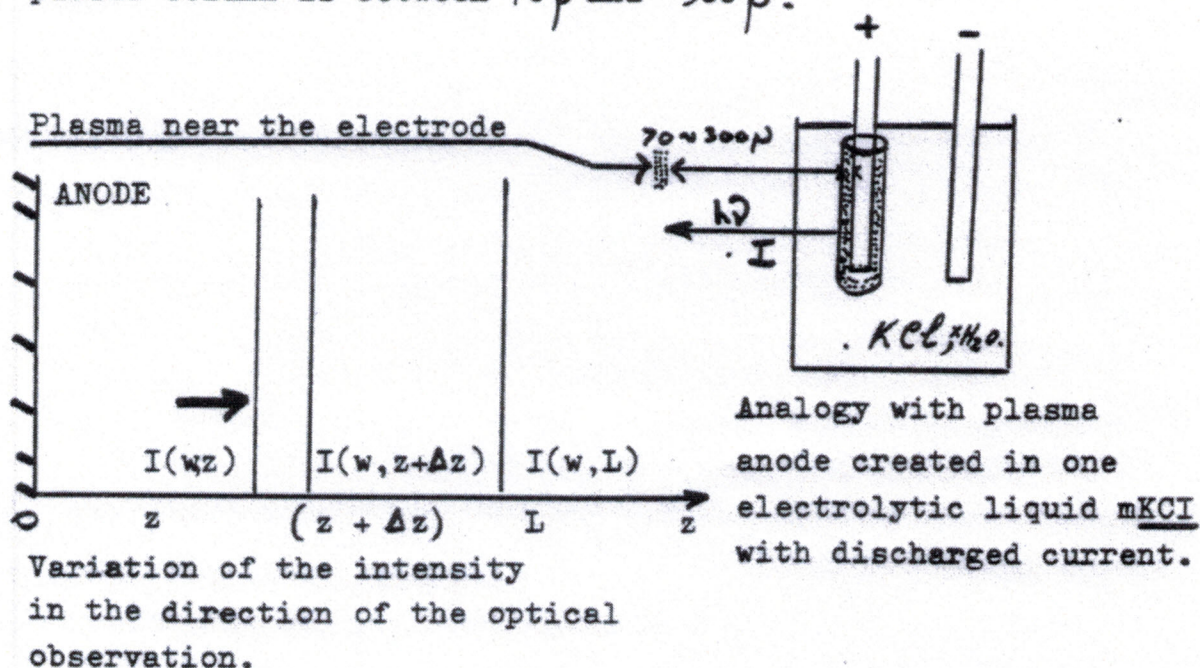 + -
Plasma near the electrode
70~300μ
ANODE
hν
I
KCl, xH2O.
I(w,z) I(w,z+Δz) I(w,L)
0 z (z + Δz) L z
Analogy with plasma
anode created in one
electrolytic liquid mKCI
with discharged current.
Variation of the intensity
in the direction of the optical
observation.